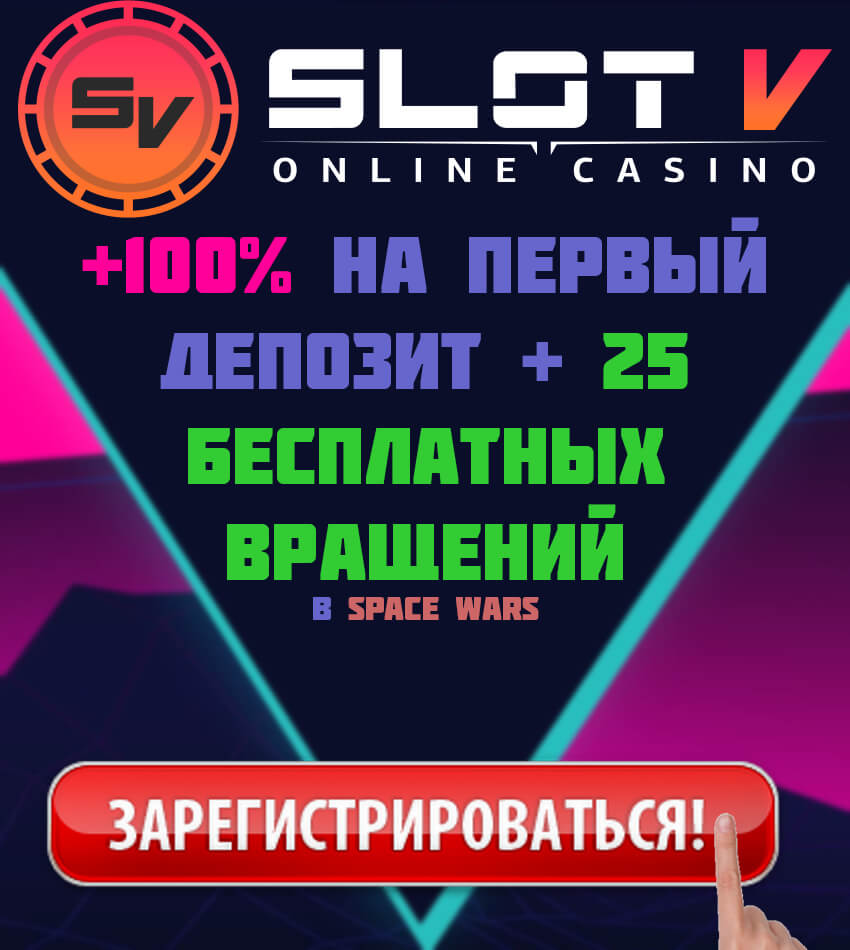 SV
SLOT V
ONLINE CASINO
+100% НА ПЕРВЫЙ
ДЕПОЗИТ + 25
БЕСПЛАТНЫХ
ВРАЩЕНИЙ
В SPACE WARS
ЗАРЕГИСТРИРОВАТЬСЯ!